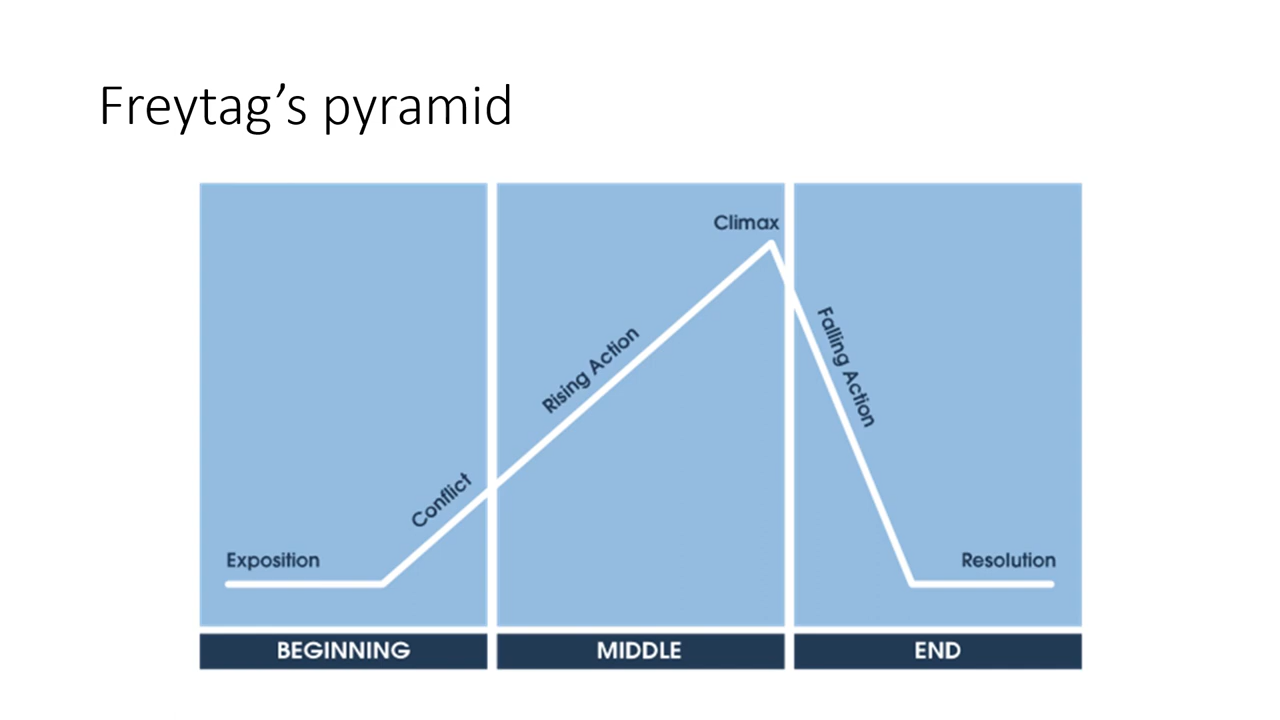 Freytag’s pyramid
Climax
Rising Action
Falling Action
Conflict
Exposition
Resolution
BEGINNING
MIDDLE
END